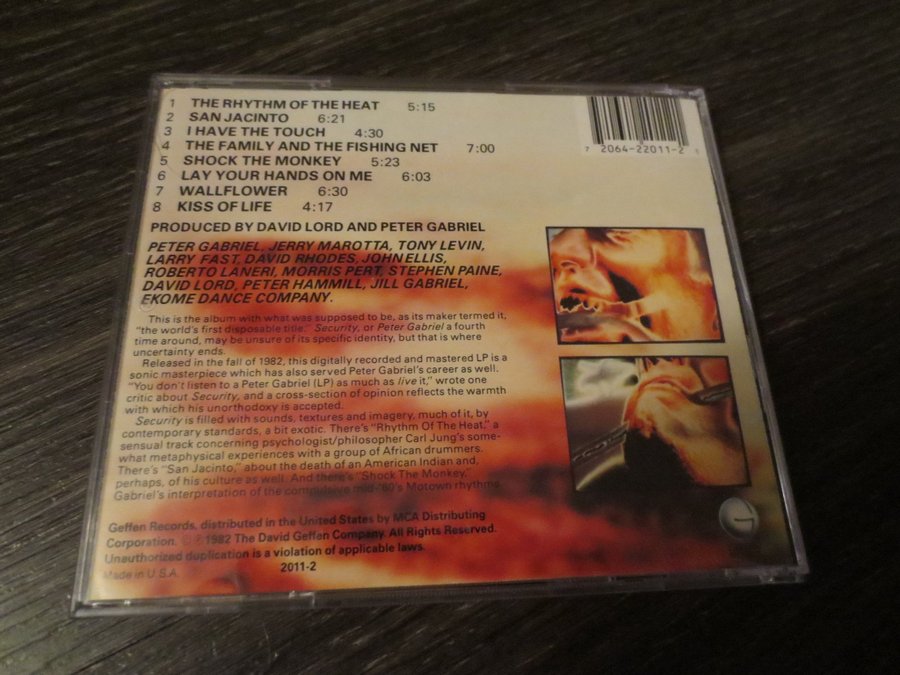 1 THE RHYTHM OF THE HEAT 5:15
2 SAN JACINTO 6:21
3 I HAVE THE TOUCH 4:30
4 THE FAMILY AND THE FISHING NET 7:00
5 SHOCK THE MONKEY 5:23
6 LAY YOUR HANDS ON ME 6:03
7 WALLFLOWER 6:30
8 KISS OF LIFE 4:17
7 2064-22011-2
PRODUCED BY DAVID LORD AND PETER GABRIEL
PETER GABRIEL, JERRY MAROTTA, TONY LEVIN,
LARRY FAST, DAVID RHODES, JOHN ELLIS,
ROBERTO LANERI, MORRIS PERT, STEPHEN PAINE,
DAVID LORD, PETER HAMMILL, JILL GABRIEL,
EKOME DANCE COMPANY.
This is the album with what was supposed to be, as its maker termed it,
"the world's first disposable title." Security, or Peter Gabriel a fourth
time around, may be unsure of its specific identity, but that is where
uncertainty ends.
Released in the fall of 1982, this digitally recorded and mastered LP is a
sonic masterpiece which has also served Peter Gabriel's career as well.
"You don't listen to a Peter Gabriel (LP) as much as live it," wrote one
critic about Security, and a cross-section of opinion reflects the warmth
with which his unorthodoxy is accepted.
Security is filled with sounds, textures and imagery, much of it, by
contemporary standards, a bit exotic. There's "Rhythm Of The Heat," a
sensual track concerning psychologist/philosopher Carl Jung's some-
what metaphysical experiences with a group of African drummers.
There's "San Jacinto," about the death of an American Indian and,
perhaps, of his culture as well. And there's "Shock The Monkey,"
Gabriel's interpretation of the compulsive mid-'60's Motown rhythms.
Geffen Records, distributed in the United States by MCA Distributing
Corporation. © ℗ 1982 The David Geffen Company. All Rights Reserved.
Unauthorized duplication is a violation of applicable laws.
Made in U.S.A. 2011-2